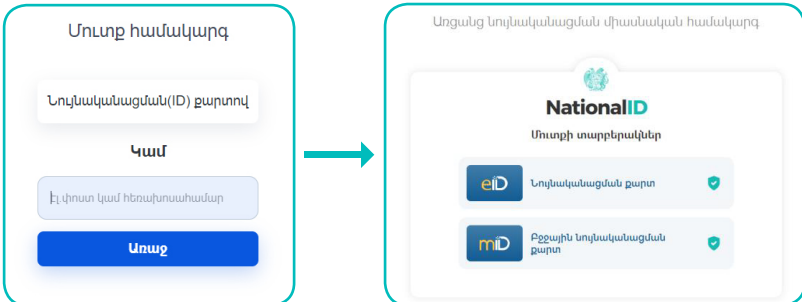 Մուտք համակարգ
Նույնականացման(ID) քարտով
Կամ
Էլ փոստ կամ հեռախոսահամար
Առաջ
Առցանց նույնականացման միասնական համակարգ
NationalID
Մուտքի տարբերակներ
eID Նույնականացման քարտ
mID Բջջային նույնականացման
քարտ